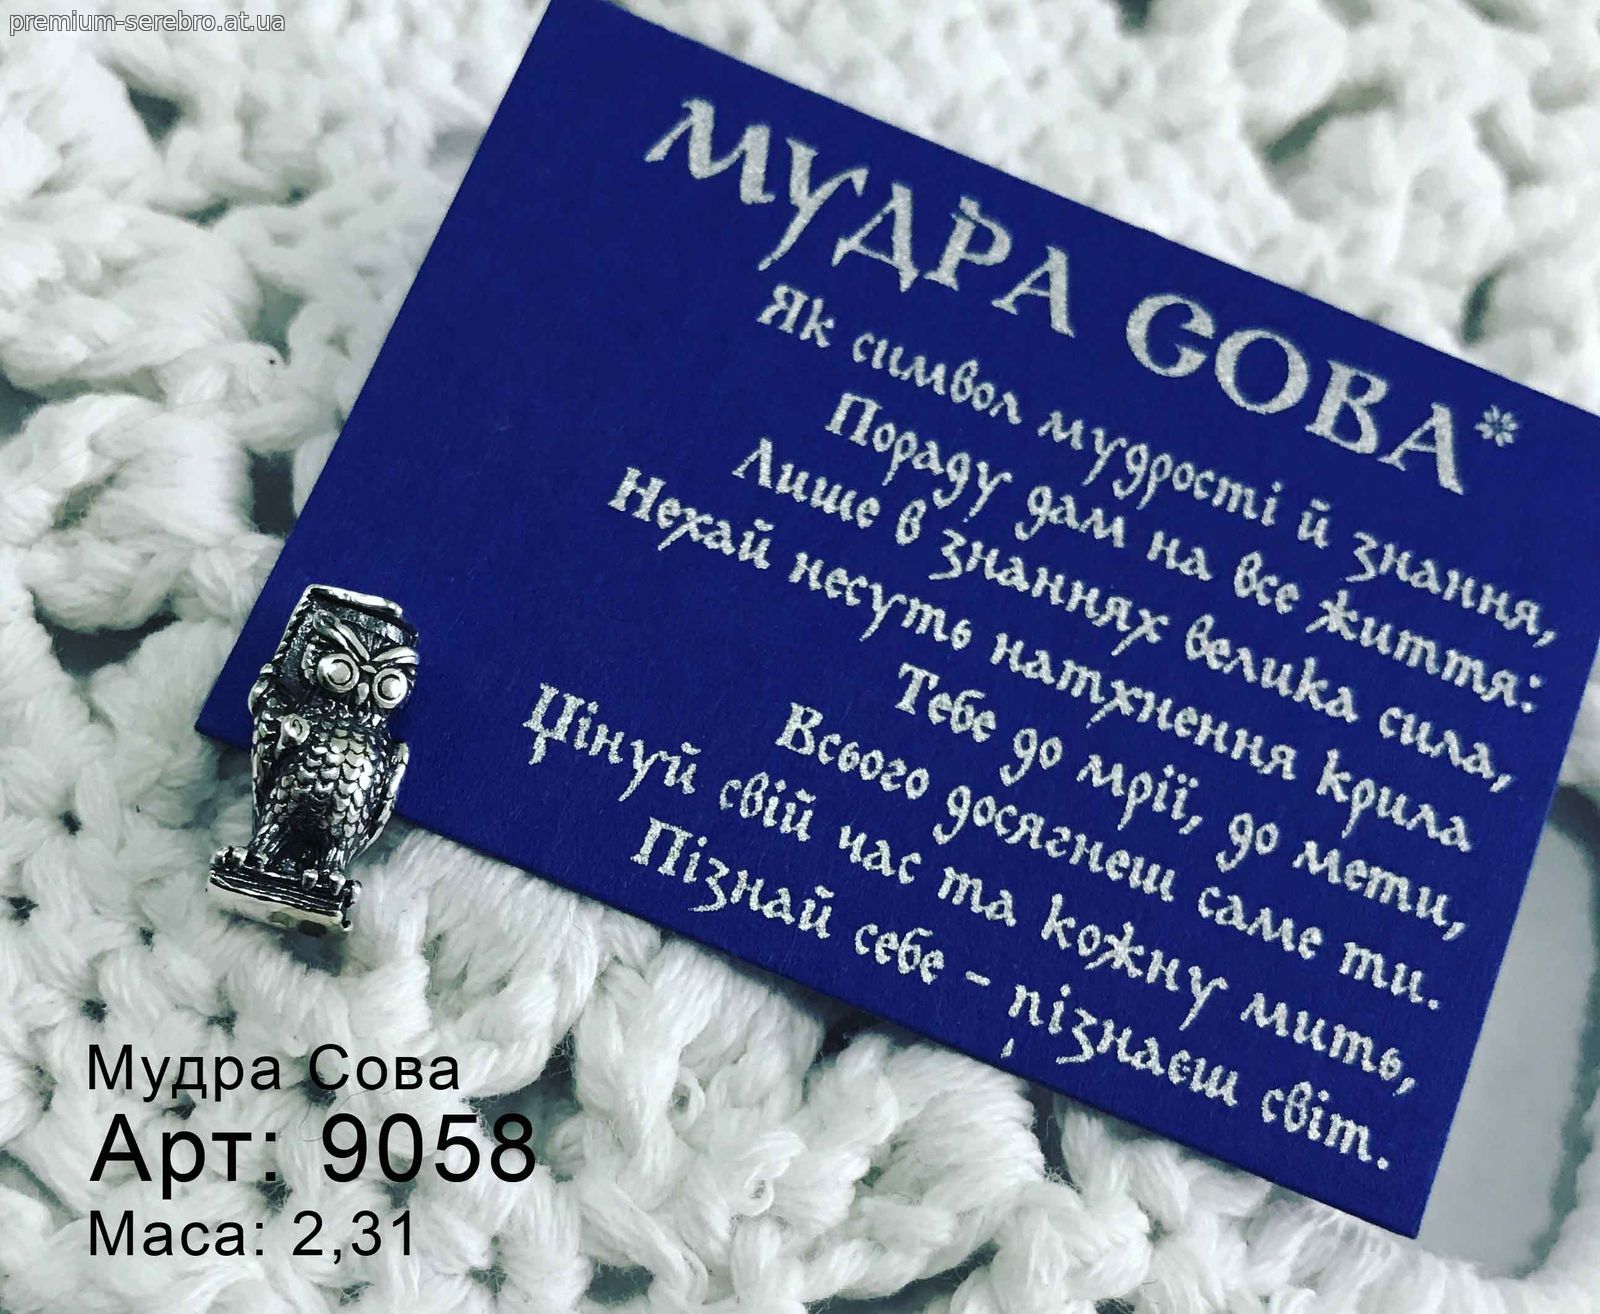 premium-serebro.at.ua
МУДРА СОВА*
Як символ мудрості й знання,
Пораду дам на все життя:
Лише в знаннях велика сила,
Нехай несуть натхнення крила
Тебе до мрії, до мети,
Всього досягнеш саме ти.
Цінуй свій час та кожну мить,
Пізнай себе – пізнаєш світ.
Мудра Сова
Арт: 9058
Маса: 2,31